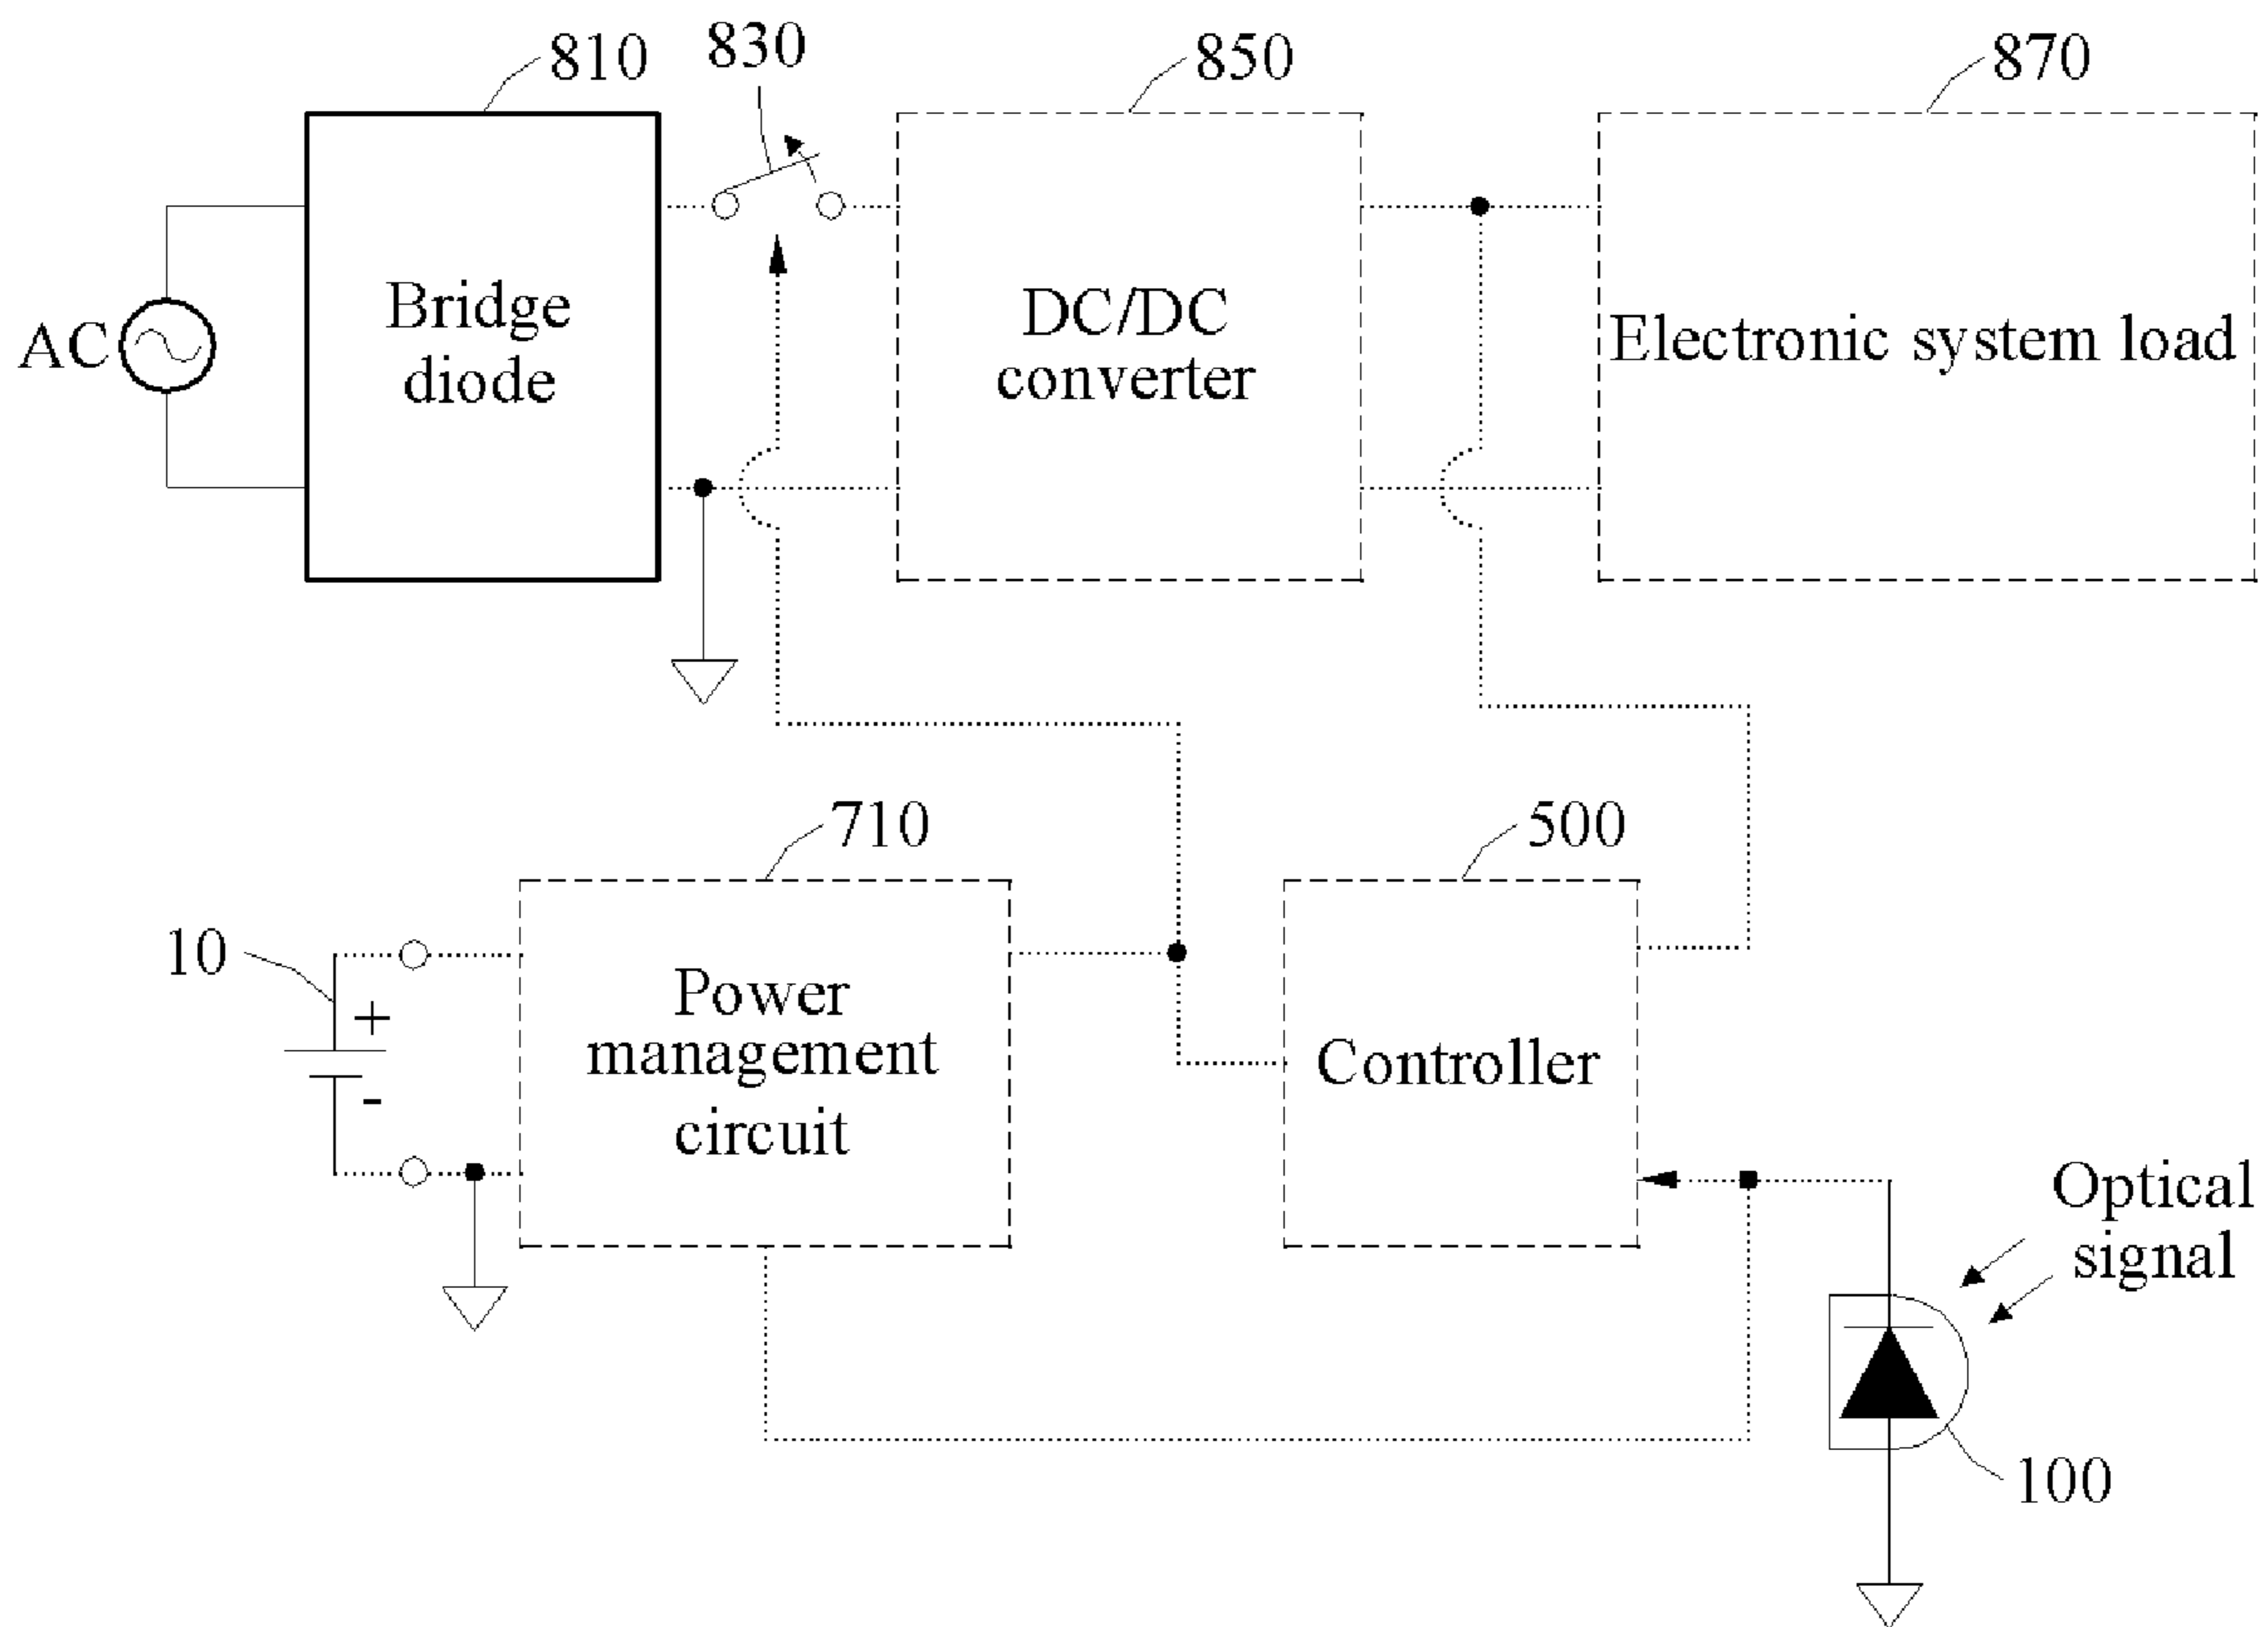 810
830
850
870
AC
Bridge
diode
DC/DC
converter
Electronic system load
710
500
10
+
-
Power
management
circuit
Controller
Optical
signal
100